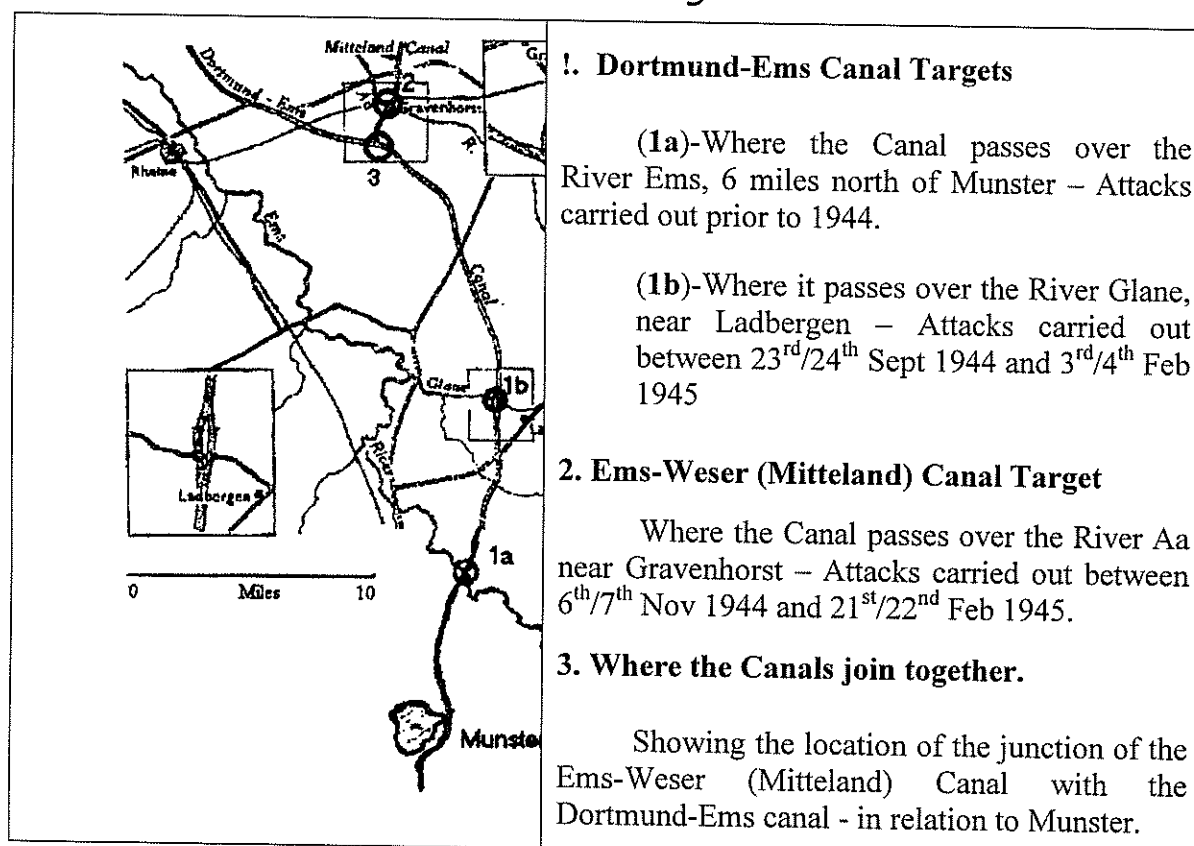 Mitteland Canal
Dortmund - Ems
Gr
2
Aa
Gravenhorst
R.
3
Rheine
Ems
Canal
Glane
1b
La
River
Ladbergen
1a
0 Miles 10
Munste
!. Dortmund-Ems Canal Targets
(1a)-Where the Canal passes over the
River Ems, 6 miles north of Munster – Attacks
carried out prior to 1944.
(1b)-Where it passes over the River Glane,
near Ladbergen – Attacks carried out
between 23rd/24th Sept 1944 and 3rd/4th Feb
1945
2. Ems-Weser (Mitteland) Canal Target
Where the Canal passes over the River Aa
near Gravenhorst – Attacks carried out between
6th/7th Nov 1944 and 21st/22nd Feb 1945.
3. Where the Canals join together.
Showing the location of the junction of the
Ems-Weser (Mitteland) Canal with the
Dortmund-Ems canal - in relation to Munster.